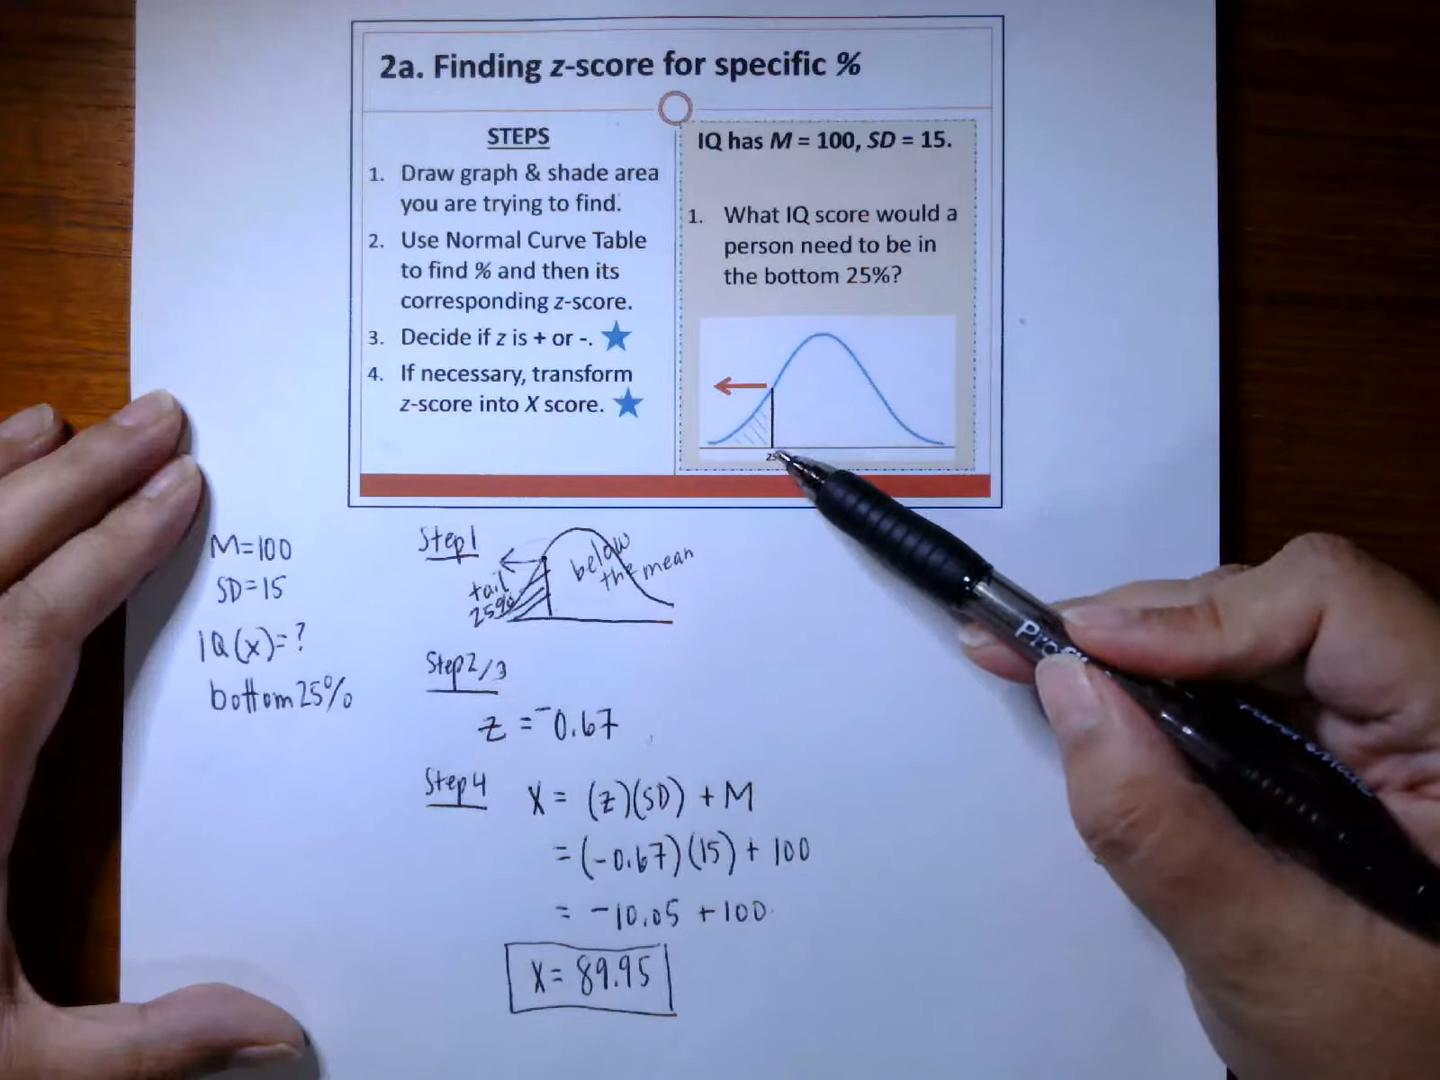 2a. Finding z-score for specific %
STEPS
1. Draw graph & shade area
you are trying to find.
2. Use Normal Curve Table
to find % and then its
corresponding z-score.
3. Decide if z is + or -.
4. If necessary, transform
z-score into X score.
IQ has M = 100, SD = 15.
1. What IQ score would a
person need to be in
the bottom 25%?
M=100
SD=15
IQ(x)=?
bottom 25%
Step 1
tail
25%
below
the mean
Step 2/3
z = -0.67
Step 4
X = (z)(SD) + M
= (-0.67)(15) + 100
= -10.05 + 100
X = 89.95